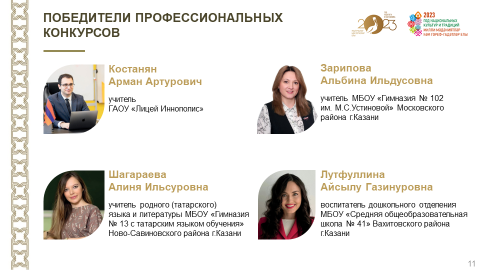 ПОБЕДИТЕЛИ ПРОФЕССИОНАЛЬНЫХ
КОНКУРСОВ
2023
2023
ГОД НАЦИОНАЛЬНЫХ
КУЛЬТУР И ТРАДИЦИЙ
Костанян
Арман Артурович
учитель
ГАОУ «Лицей Иннополис»
Зарипова
Альбина Ильдусовна
учитель МБОУ «Гимназия № 102
им. М.С.Устиновой» Московского
района г.Казани
Шагараева
Алиня Ильсуровна
учитель родного (татарского)
языка и литературы МБОУ «Гимназия
№ 13 с татарским языком обучения»
Ново-Савиновского района г.Казани
Лутфуллина
Айсылу Газинуровна
воспитатель дошкольного отделения
МБОУ «Средняя общеобразовательная
школа № 41» Вахитовского района
г.Казани
11